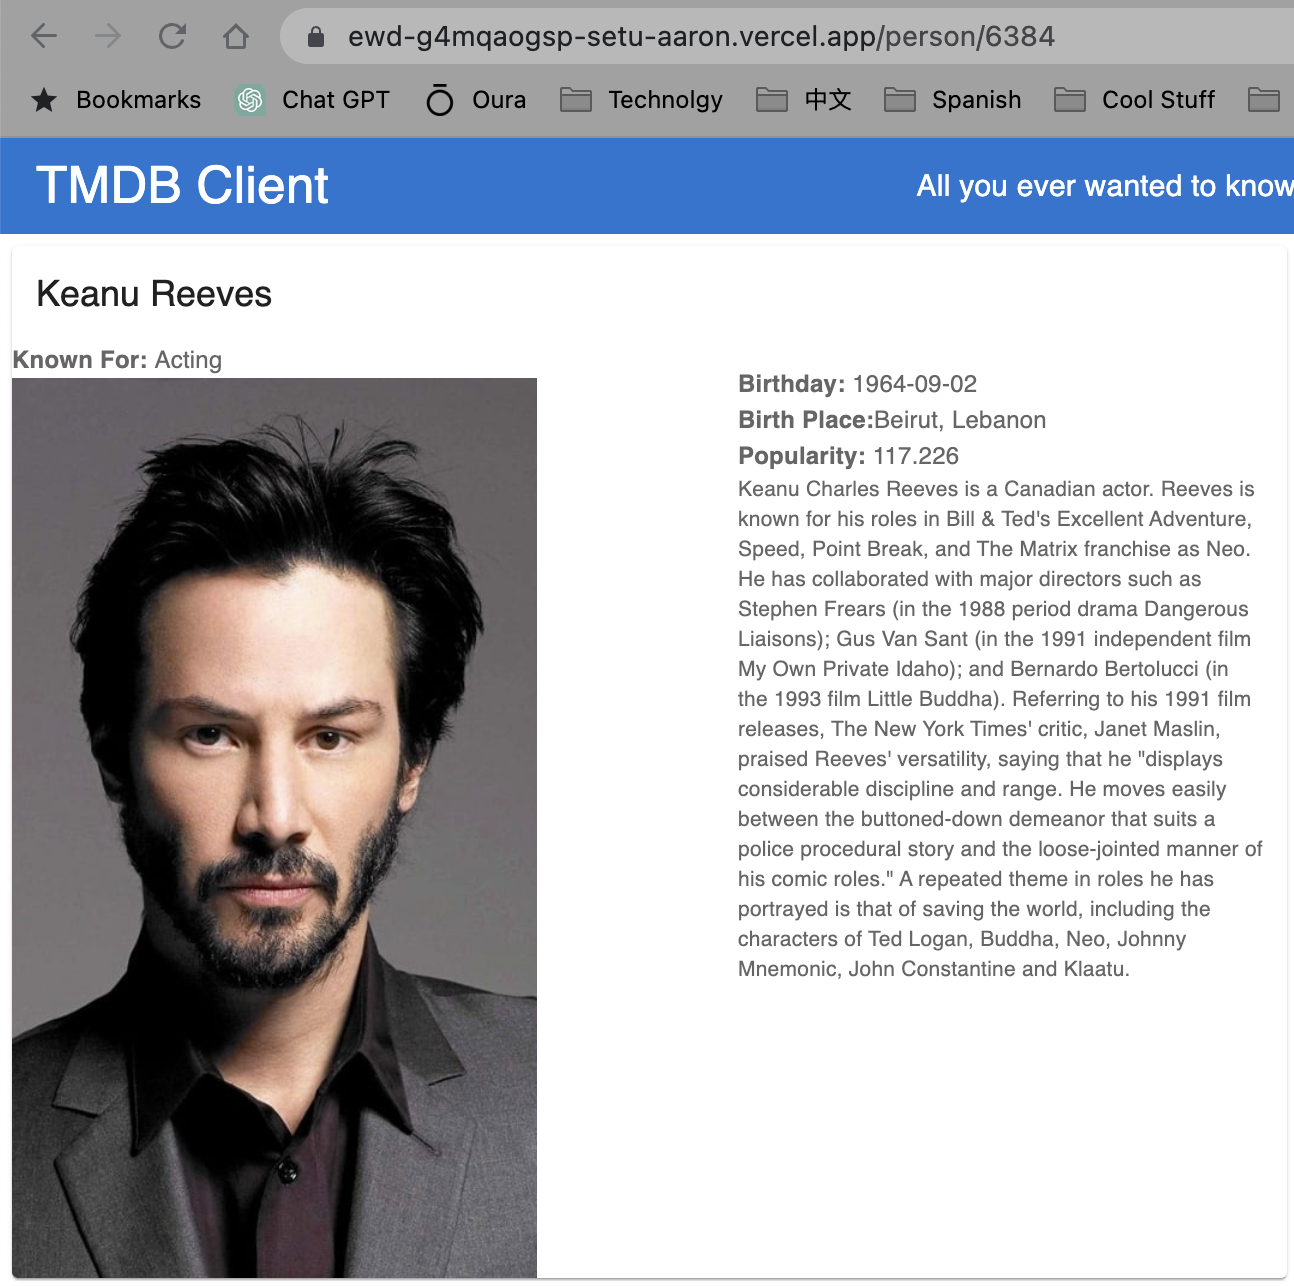 ewd-g4mqaogsp-setu-aaron.vercel.app/person/6384
Bookmarks Chat GPT Oura Technolgy 中文 Spanish Cool Stuff
TMDB Client
All you ever wanted to know
Keanu Reeves
Known For: Acting
Birthday: 1964-09-02
Birth Place:Beirut, Lebanon
Popularity: 117.226
Keanu Charles Reeves is a Canadian actor. Reeves is
known for his roles in Bill & Ted's Excellent Adventure,
Speed, Point Break, and The Matrix franchise as Neo.
He has collaborated with major directors such as
Stephen Frears (in the 1988 period drama Dangerous
Liaisons); Gus Van Sant (in the 1991 independent film
My Own Private Idaho); and Bernardo Bertolucci (in
the 1993 film Little Buddha). Referring to his 1991 film
releases, The New York Times' critic, Janet Maslin,
praised Reeves' versatility, saying that he "displays
considerable discipline and range. He moves easily
between the buttoned-down demeanor that suits a
police procedural story and the loose-jointed manner of
his comic roles." A repeated theme in roles he has
portrayed is that of saving the world, including the
characters of Ted Logan, Buddha, Neo, Johnny
Mnemonic, John Constantine and Klaatu.